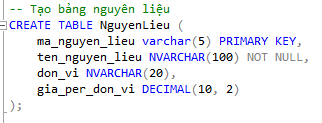 -- Tạo bảng nguyên liệu
CREATE TABLE NguyenLieu (
    ma_nguyen_lieu varchar(5) PRIMARY KEY,
    ten_nguyen_lieu NVARCHAR(100) NOT NULL,
    don_vi NVARCHAR(20),
    gia_per_don_vi DECIMAL(10, 2)
);